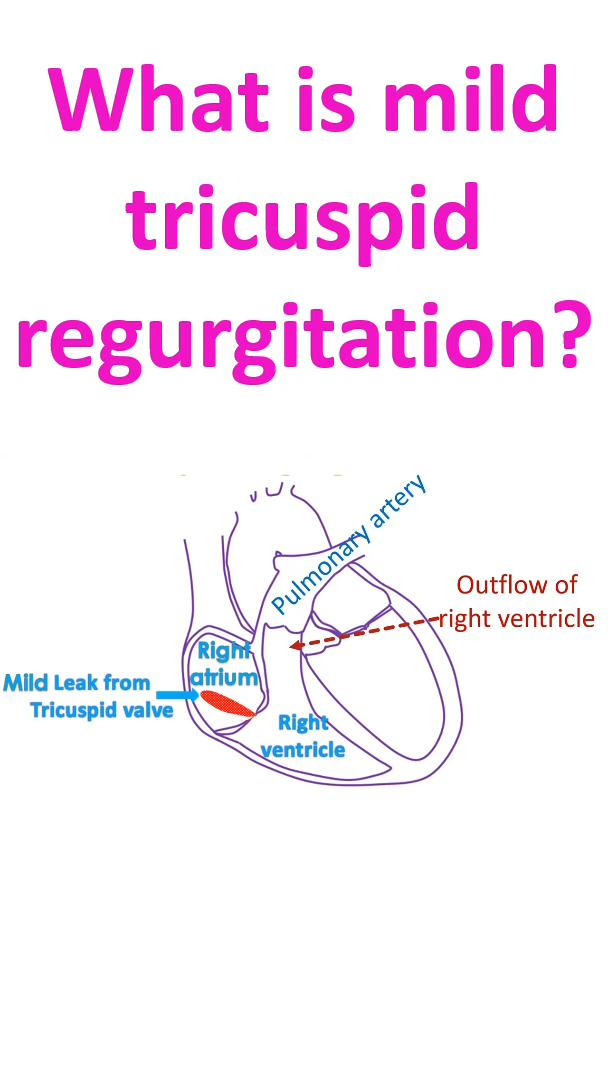 What is mild
tricuspid
regurgitation?
Pulmonary artery
Outflow of
right ventricle
Right
atrium
Mild Leak from
Tricuspid valve
Right
ventricle